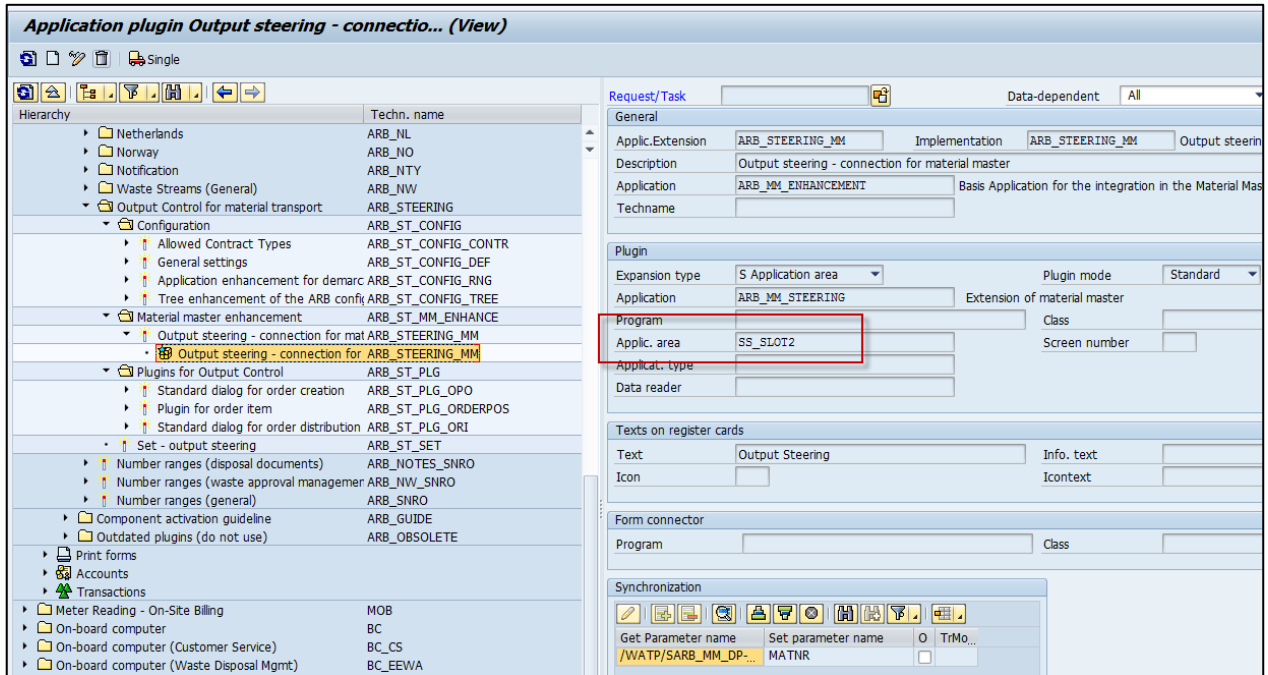 Application plugin Output steering - connectio... (View)
Single
Hierarchy Techn. name
Netherlands ARB_NL
Norway ARB_NO
Notification ARB_NTY
Waste Streams (General) ARB_NW
Output Control for material transport ARB_STEERING
Configuration ARB_ST_CONFIG
Allowed Contract Types ARB_ST_CONFIG_CONTR
General settings ARB_ST_CONFIG_DEF
Application enhancement for demarc ARB_ST_CONFIG_RNG
Tree enhancement of the ARB config ARB_ST_CONFIG_TREE
Material master enhancement ARB_ST_MM_ENHANCE
Output steering - connection for mat ARB_STEERING_MM
Output steering - connection for ARB_STEERING_MM
Plugins for Output Control ARB_ST_PLG
Standard dialog for order creation ARB_ST_PLG_OPO
Plugin for order item ARB_ST_PLG_ORDERPOS
Standard dialog for order distribution ARB_ST_PLG_ORI
Set - output steering ARB_ST_SET
Number ranges (disposal documents) ARB_NOTES_SNRO
Number ranges (waste approval managemen ARB_NW_SNRO
Number ranges (general) ARB_SNRO
Component activation guideline ARB_GUIDE
Outdated plugins (do not use) ARB_OBSOLETE
Print forms
Accounts
Transactions
Meter Reading - On-Site Billing MOB
On-board computer BC
On-board computer (Customer Service) BC_CS
On-board computer (Waste Disposal Mgmt) BC_EEWA
Request/Task Data-dependent All
General
Applic.Extension ARB_STEERING_MM Implementation ARB_STEERING_MM Output steerin
Description Output steering - connection for material master
Application ARB_MM_ENHANCEMENT Basis Application for the integration in the Material Mas
Techname
Plugin
Expansion type S Application area Plugin mode Standard
Application ARB_MM_STEERING Extension of material master
Program Class
Applic. area SS_SLOT2 Screen number
Applicat. type
Data reader
Texts on register cards
Text Output Steering Info. text
Icon Icontext
Form connector
Program Class
Synchronization
Get Parameter name Set parameter name O TrMo...
/WATP/SARB_MM_DP-... MATNR